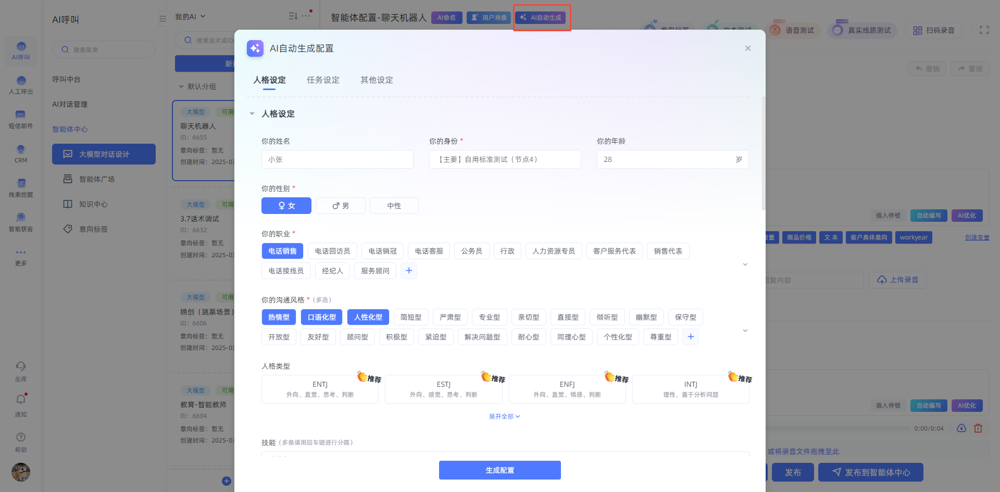 AI呼叫
人工呼出
短信邮件
CRM
线索挖掘
智能获客
更多
坐席
通知
帮助
AI呼叫
搜索菜单
呼叫中台
AI对话管理
智能体中心
大模型对话设计
智能体广场
知识中心
意向标签
我的AI
搜索话术或ID
默认分组
大模型 可用
聊天机器人
ID：6655
意向标签：暂无
创建时间：2025-03
大模型 可用
3.7话术调试
ID：6632
意向标签：暂无
创建时间：2025-03
大模型 可用
锦创（跳票场景）
ID：6606
意向标签：暂无
创建时间：2025-03
大模型 可用
教育-智能教师
ID：6604
意向标签：暂无
创建时间：2025-03
智能体配置-聊天机器人 AI命名 用户肖像 AI自动生成
意向标签 文本测试 语音测试 真实线路测试 扫码录音
撤销 重做
AI自动生成配置
人格设定 任务设定 其他设定
人格设定
你的姓名 你的身份 * 你的年龄
小张 【主要】自用标准测试（节点4） 28 岁
你的性别 *
女 男 中性
你的职业 *
电话销售 电话回访员 电话销冠 电话客服 公务员 行政 人力资源专员 客户服务代表 销售代表
电话接线员 经纪人 服务顾问
你的沟通风格 * (多选)
热情型 口语化型 人性化型 简短型 严肃型 专业型 亲切型 直接型 倾听型 幽默型 保守型
开放型 友好型 顾问型 积极型 紧迫型 解决问题型 耐心型 同理心型 个性化型 尊重型
人格类型
推荐 推荐 推荐 推荐
ENTJ ESTJ ENFJ INTJ
外向、直觉、思考、判断 外向、感觉、思考、判断 外向、直觉、情感、判断 理性、善于分析问题
展开全部
技能（多条请用回车键进行分隔）
生成配置
插入停顿 自动编写 AI优化
商品价格 文 本 客户具体意向 workyear 创建变量
回复内容 上传录音
插入停顿 自动编写 AI优化
0:00/0:04
或将录音文件拖拽至此
发布 发布到智能体中心